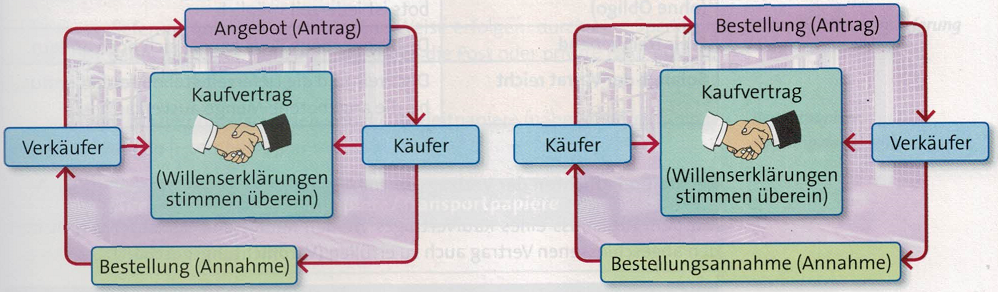 Angebot (Antrag)
Kaufvertrag
Verkäufer
Käufer
(Willenserklärungen
stimmen überein)
Bestellung (Annahme)
Bestellung (Antrag)
Kaufvertrag
Käufer
Verkäufer
(Willenserklärungen
stimmen überein)
Bestellungsannahme (Annahme)